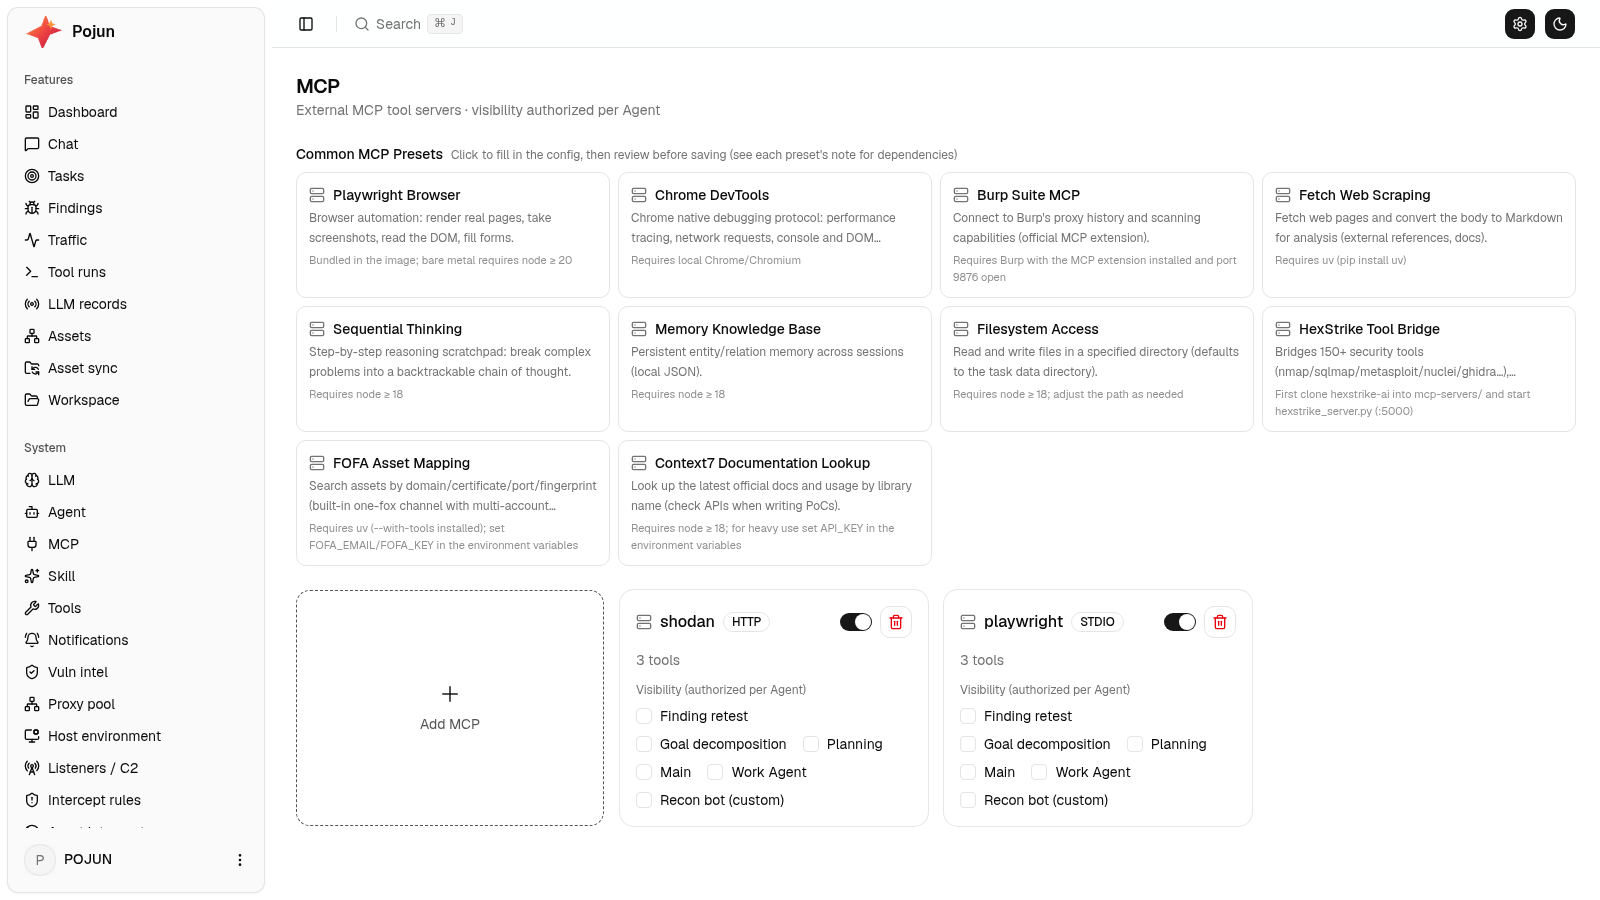 Pojun
Search ⌘ J
Features
Dashboard
Chat
Tasks
Findings
Traffic
Tool runs
LLM records
Assets
Asset sync
Workspace
System
LLM
Agent
MCP
Skill
Tools
Notifications
Vuln intel
Proxy pool
Host environment
Listeners / C2
Intercept rules
P POJUN
MCP
External MCP tool servers · visibility authorized per Agent
Common MCP Presets Click to fill in the config, then review before saving (see each preset's note for dependencies)
Playwright Browser
Browser automation: render real pages, take
screenshots, read the DOM, fill forms.
Bundled in the image; bare metal requires node ≥ 20
Chrome DevTools
Chrome native debugging protocol: performance
tracing, network requests, console and DOM…
Requires local Chrome/Chromium
Burp Suite MCP
Connect to Burp's proxy history and scanning
capabilities (official MCP extension).
Requires Burp with the MCP extension installed and port
9876 open
Fetch Web Scraping
Fetch web pages and convert the body to Markdown
for analysis (external references, docs).
Requires uv (pip install uv)
Sequential Thinking
Step-by-step reasoning scratchpad: break complex
problems into a backtrackable chain of thought.
Requires node ≥ 18
Memory Knowledge Base
Persistent entity/relation memory across sessions
(local JSON).
Requires node ≥ 18
Filesystem Access
Read and write files in a specified directory (defaults
to the task data directory).
Requires node ≥ 18; adjust the path as needed
HexStrike Tool Bridge
Bridges 150+ security tools
(nmap/sqlmap/metasploit/nuclei/ghidra…),…
First clone hexstrike-ai into mcp-servers/ and start
hexstrike_server.py (:5000)
FOFA Asset Mapping
Search assets by domain/certificate/port/fingerprint
(built-in one-fox channel with multi-account…
Requires uv (--with-tools installed); set
FOFA_EMAIL/FOFA_KEY in the environment variables
Context7 Documentation Lookup
Look up the latest official docs and usage by library
name (check APIs when writing PoCs).
Requires node ≥ 18; for heavy use set API_KEY in the
environment variables
Add MCP
shodan HTTP
3 tools
Visibility (authorized per Agent)
Finding retest
Goal decomposition Planning
Main Work Agent
Recon bot (custom)
playwright STDIO
3 tools
Visibility (authorized per Agent)
Finding retest
Goal decomposition Planning
Main Work Agent
Recon bot (custom)